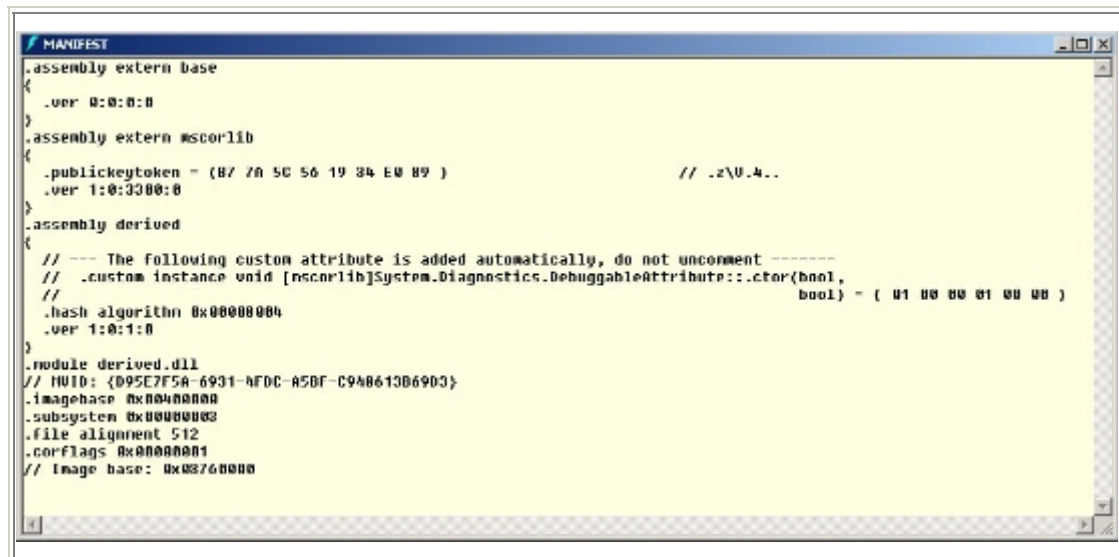 MANIFEST
.assembly extern base
{
.ver 0:0:0:0
}
.assembly extern mscorlib
{
.publickeytoken = (B7 7A 5C 56 19 34 E0 89 ) // .z\V.4..
.ver 1:0:3300:0
}
.assembly derived
{
// --- The following custom attribute is added automatically, do not uncomment -------
// .custom instance void [mscorlib]System.Diagnostics.DebuggableAttribute::.ctor(bool,
// bool) = ( 01 00 00 01 00 00 )
.hash algorithm 0x00008004
.ver 1:0:1:0
}
.module derived.dll
// MVID: {D95E7F5A-6931-4FDC-A5BF-C948613B69D3}
.imagebase 0x00400000
.subsystem 0x00000003
.file alignment 512
.corflags 0x00000001
// Image base: 0x03760000